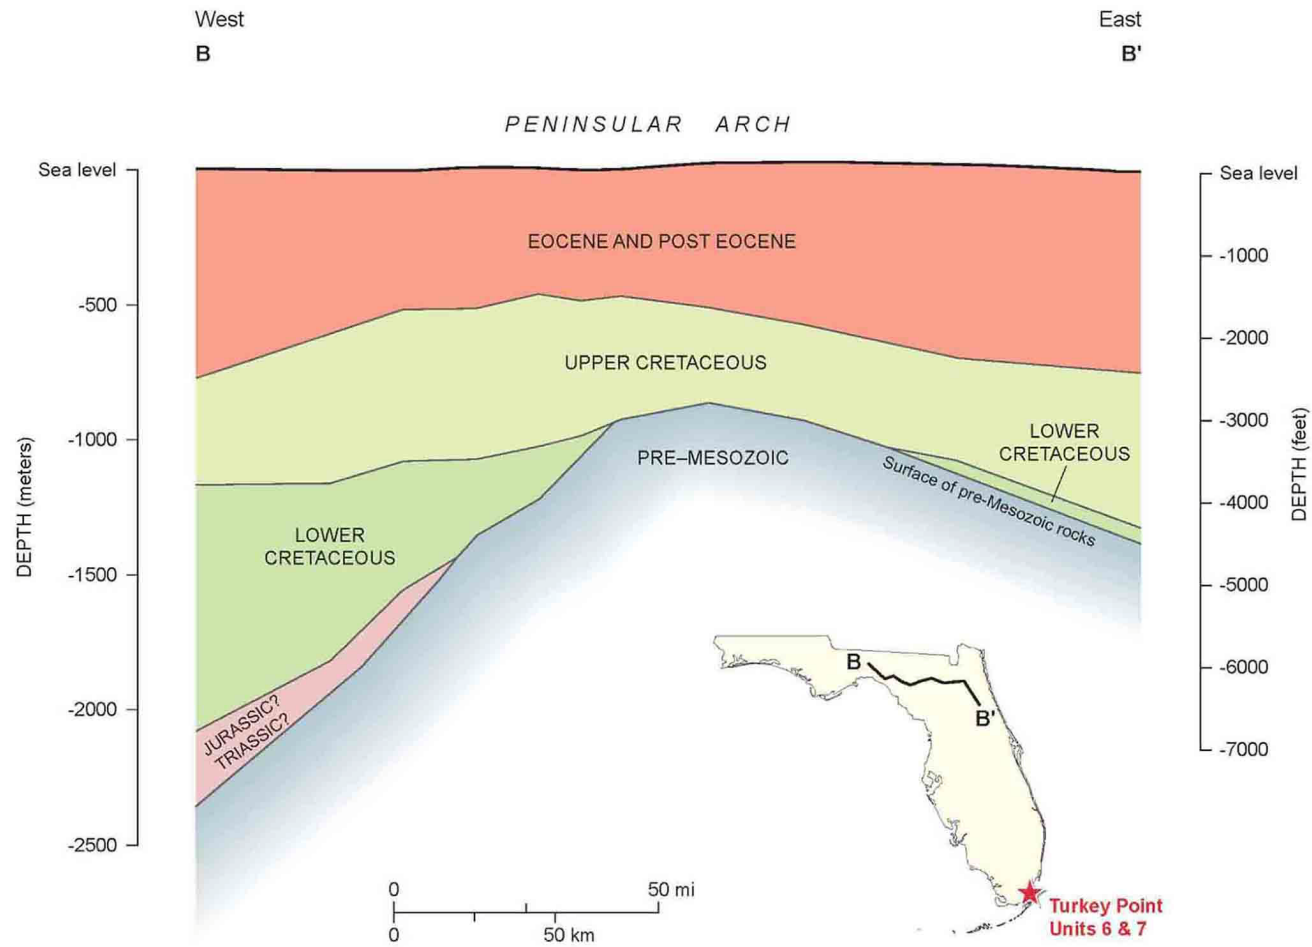 West
East
B
B'
PENINSULAR ARCH
Sea level
Sea level
EOCENE AND POST EOCENE
-1000
-500
-2000
UPPER CRETACEOUS
-3000
-1000
LOWER
CRETACEOUS
PRE–MESOZOIC
Surface of pre-Mesozoic rocks
DEPTH (meters)
DEPTH (feet)
-4000
LOWER
CRETACEOUS
-1500
-5000
-6000
-2000
JURASSIC?
TRIASSIC?
-7000
-2500
B
B'
0
50 mi
0
50 km
Turkey Point
Units 6 & 7